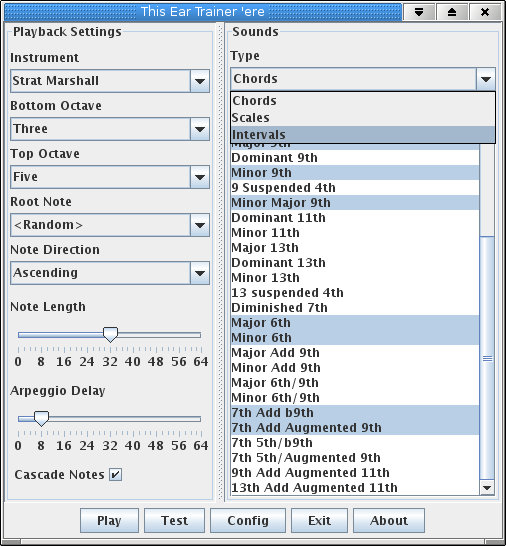 This Ear Trainer 'ere
Playback Settings
Instrument
Strat Marshall
Bottom Octave
Three
Top Octave
Five
Root Note
<Random>
Note Direction
Ascending
Note Length
0 8 16 24 32 40 48 56 64
Arpeggio Delay
0 8 16 24 32 40 48 56 64
Cascade Notes
Sounds
Type
Chords
Chords
Scales
Intervals
Major 9th
Dominant 9th
Minor 9th
9 Suspended 4th
Minor Major 9th
Dominant 11th
Minor 11th
Major 13th
Dominant 13th
Minor 13th
13 suspended 4th
Diminished 7th
Major 6th
Minor 6th
Major Add 9th
Minor Add 9th
Major 6th/9th
Minor 6th/9th
7th Add b9th
7th Add Augmented 9th
7th 5th/b9th
7th 5th/Augmented 9th
9th Add Augmented 11th
13th Add Augmented 11th
Play Test Config Exit About